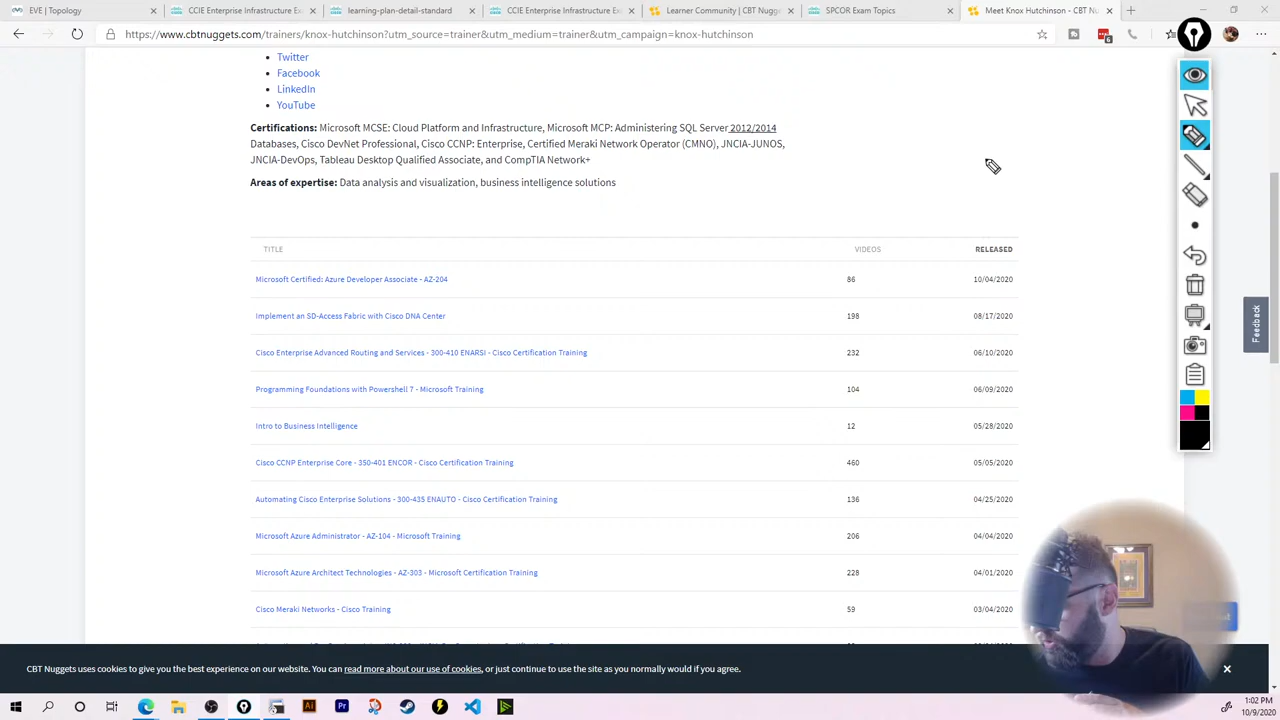 EVE | Topology
CCIE Enterprise Infrastructure Ex
learning-plan-detail-standard
CCIE Enterprise Infrastructure Ex
Learner Community | CBT Nugg
SPCOR Exam Topics
Meet Knox Hutchinson - CBT Nu
https://www.cbtnuggets.com/trainers/knox-hutchinson?utm_source=trainer&utm_medium=trainer&utm_campaign=knox-hutchinson
6
Twitter
Facebook
LinkedIn
YouTube
Certifications: Microsoft MCSE: Cloud Platform and Infrastructure, Microsoft MCP: Administering SQL Server 2012/2014
Databases, Cisco DevNet Professional, Cisco CCNP: Enterprise, Certified Meraki Network Operator (CMNO), JNCIA-JUNOS,
JNCIA-DevOps, Tableau Desktop Qualified Associate, and CompTIA Network+
Areas of expertise: Data analysis and visualization, business intelligence solutions
TITLE VIDEOS RELEASED
Microsoft Certified: Azure Developer Associate - AZ-204 86 10/04/2020
Implement an SD-Access Fabric with Cisco DNA Center 198 08/17/2020
Cisco Enterprise Advanced Routing and Services - 300-410 ENARSI - Cisco Certification Training 232 06/10/2020
Programming Foundations with Powershell 7 - Microsoft Training 104 06/09/2020
Intro to Business Intelligence 12 05/28/2020
Cisco CCNP Enterprise Core - 350-401 ENCOR - Cisco Certification Training 460 05/05/2020
Automating Cisco Enterprise Solutions - 300-435 ENAUTO - Cisco Certification Training 136 04/25/2020
Microsoft Azure Administrator - AZ-104 - Microsoft Training 206 04/04/2020
Microsoft Azure Architect Technologies - AZ-303 - Microsoft Certification Training 228 04/01/2020
Cisco Meraki Networks - Cisco Training 59 03/04/2020
Feedback
CBT Nuggets uses cookies to give you the best experience on our website. You can read more about our use of cookies, or just continue to use the site as you normally would if you agree.
1:02 PM
10/9/2020